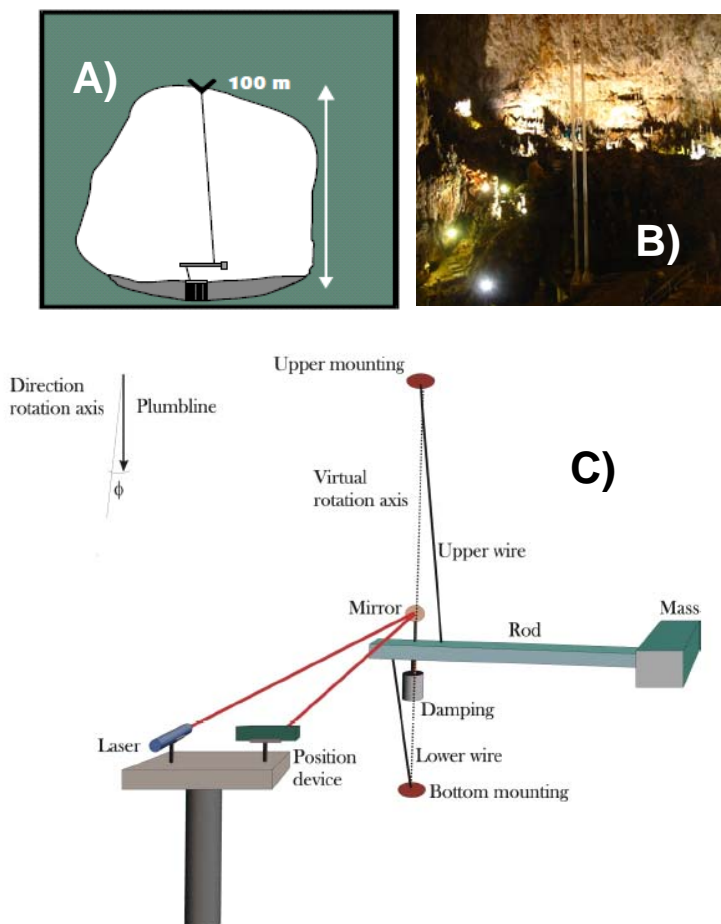 A)
100 m
B)
Upper mounting
Direction
rotation axis
Plumbline
C)
ϕ
Virtual
rotation axis
Upper wire
Mirror
Mass
Rod
Damping
Laser
Position
device
Lower wire
Bottom mounting